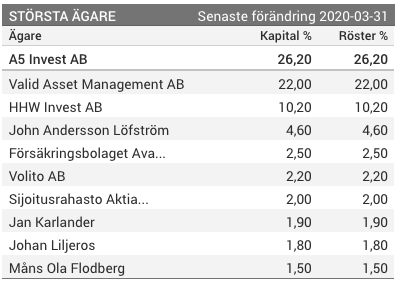 STÖRSTA ÄGARE Senaste förändring 2020-03-31
Ägare Kapital % Röster %
A5 Invest AB 26,20 26,20
Valid Asset Management AB 22,00 22,00
HHW Invest AB 10,20 10,20
John Andersson Löfström 4,60 4,60
Försäkringsbolaget Ava... 2,50 2,50
Volito AB 2,20 2,20
Sijoitusrahasto Aktia... 2,00 2,00
Jan Karlander 1,90 1,90
Johan Liljeros 1,80 1,80
Måns Ola Flodberg 1,50 1,50